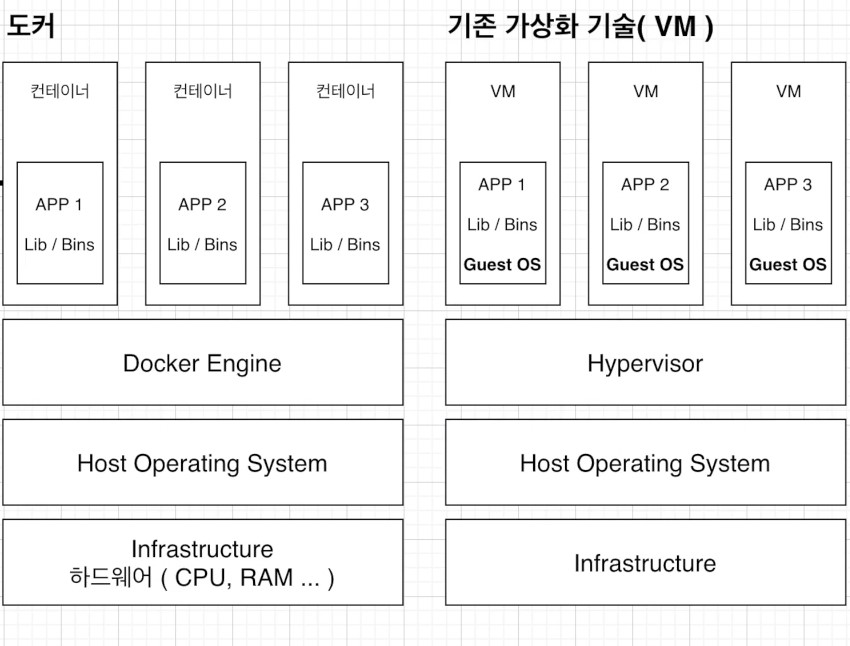 도커
컨테이너
컨테이너
컨테이너
APP 1
Lib / Bins
APP 2
Lib / Bins
APP 3
Lib / Bins
Docker Engine
Host Operating System
Infrastructure
하드웨어 ( CPU, RAM ... )
기존 가상화 기술( VM )
VM
VM
VM
APP 1
Lib / Bins
Guest OS
APP 2
Lib / Bins
Guest OS
APP 3
Lib / Bins
Guest OS
Hypervisor
Host Operating System
Infrastructure